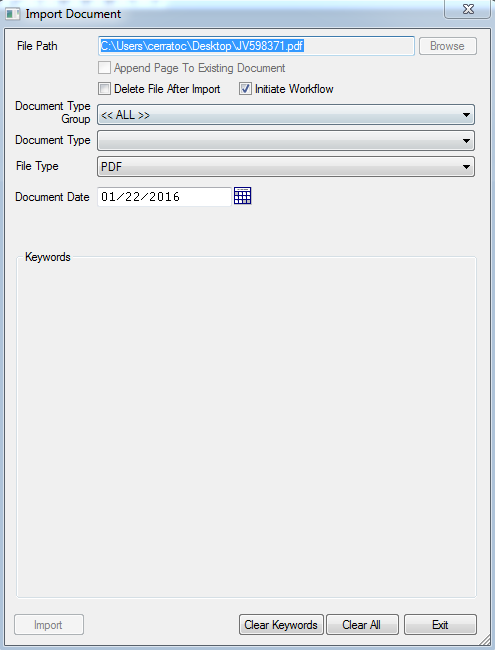 Import Document
File Path C:\Users\cerratoc\Desktop\JV598371.pdf Browse
Append Page To Existing Document
Delete File After Import Initiate Workflow
Document Type
Group << ALL >>
Document Type
File Type PDF
Document Date 01/22/2016
Keywords
Import Clear Keywords Clear All Exit